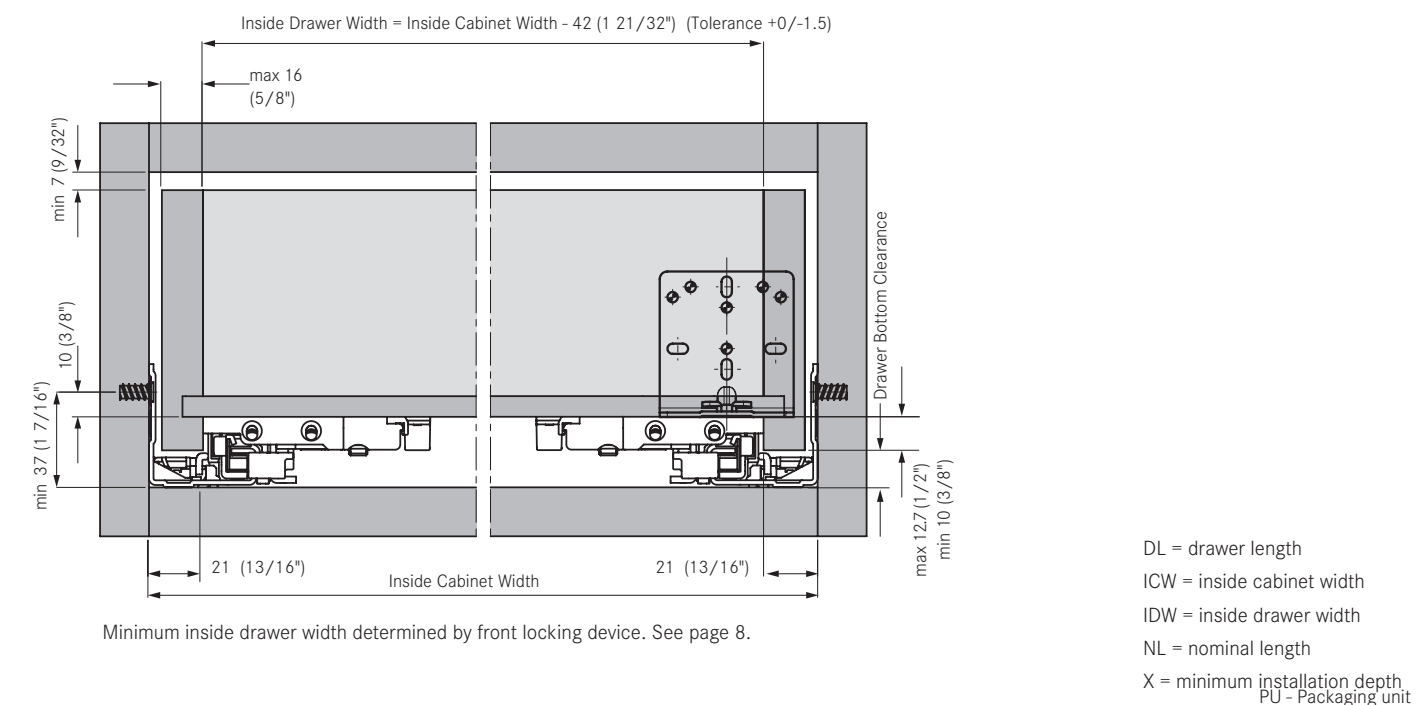 Inside Drawer Width = Inside Cabinet Width - 42 (1 21/32") (Tolerance +0/-1.5)
max 16
(5/8")
min 7 (9/32")
10 (3/8")
min 37 (1 7/16")
Drawer Bottom Clearance
max 12.7 (1/2")
min 10 (3/8")
21 (13/16")
Inside Cabinet Width
21 (13/16")
Minimum inside drawer width determined by front locking device. See page 8.
DL = drawer length
ICW = inside cabinet width
IDW = inside drawer width
NL = nominal length
X = minimum installation depth
PU - Packaging unit